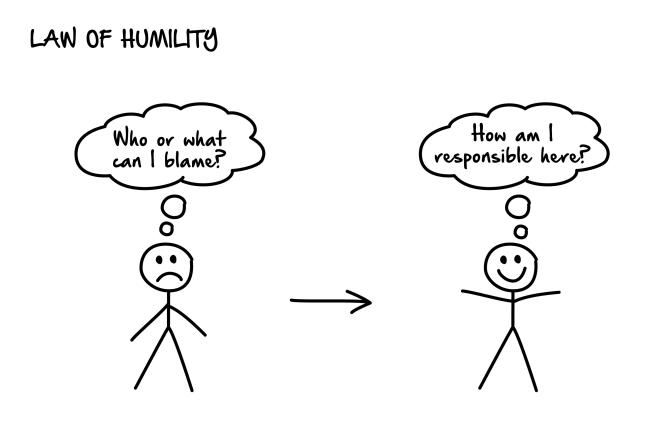 LAW OF HUMILITY
Who or what
can I blame?
How am I
responsible here?